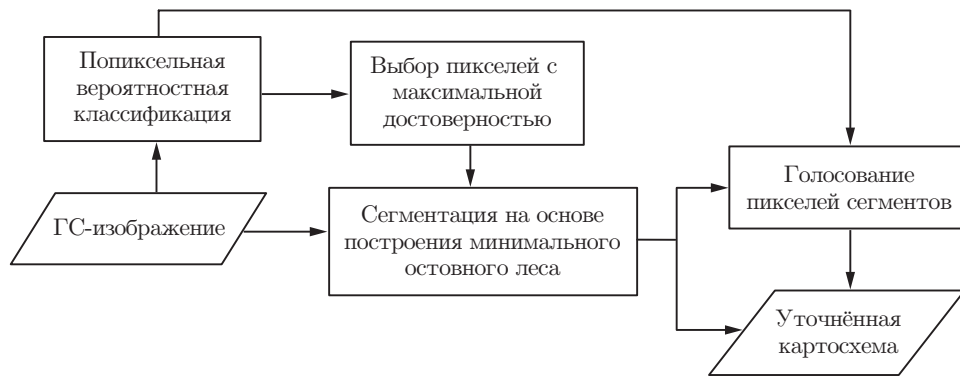 Попиксельная
вероятностная
классификация
Выбор пикселей с
максимальной
достоверностью
ГС-изображение
Сегментация на основе
построения минимального
остовного леса
Голосование
пикселей сегментов
Уточнённая
картосхема